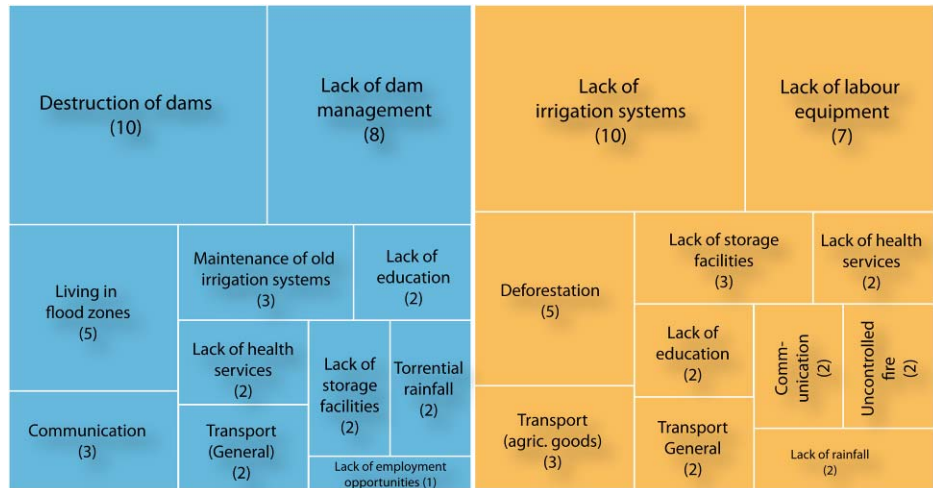 Destruction of dams
(10)
Lack of dam
management
(8)
Living in
flood zones
(5)
Maintenance of old
irrigation systems
(3)
Lack of
education
(2)
Lack of health
services
(2)
Lack of
storage
facilities
(2)
Torrential
rainfall
(2)
Communication
(3)
Transport
(General)
(2)
Lack of employment
opportunities (1)
Lack of
irrigation systems
(10)
Lack of labour
equipment
(7)
Deforestation
(5)
Lack of storage
facilities
(3)
Lack of health
services
(2)
Lack of
education
(2)
Comm-
unication
(2)
Uncontrolled
fire
(2)
Transport
(agric. goods)
(3)
Transport
General
(2)
Lack of rainfall
(2)